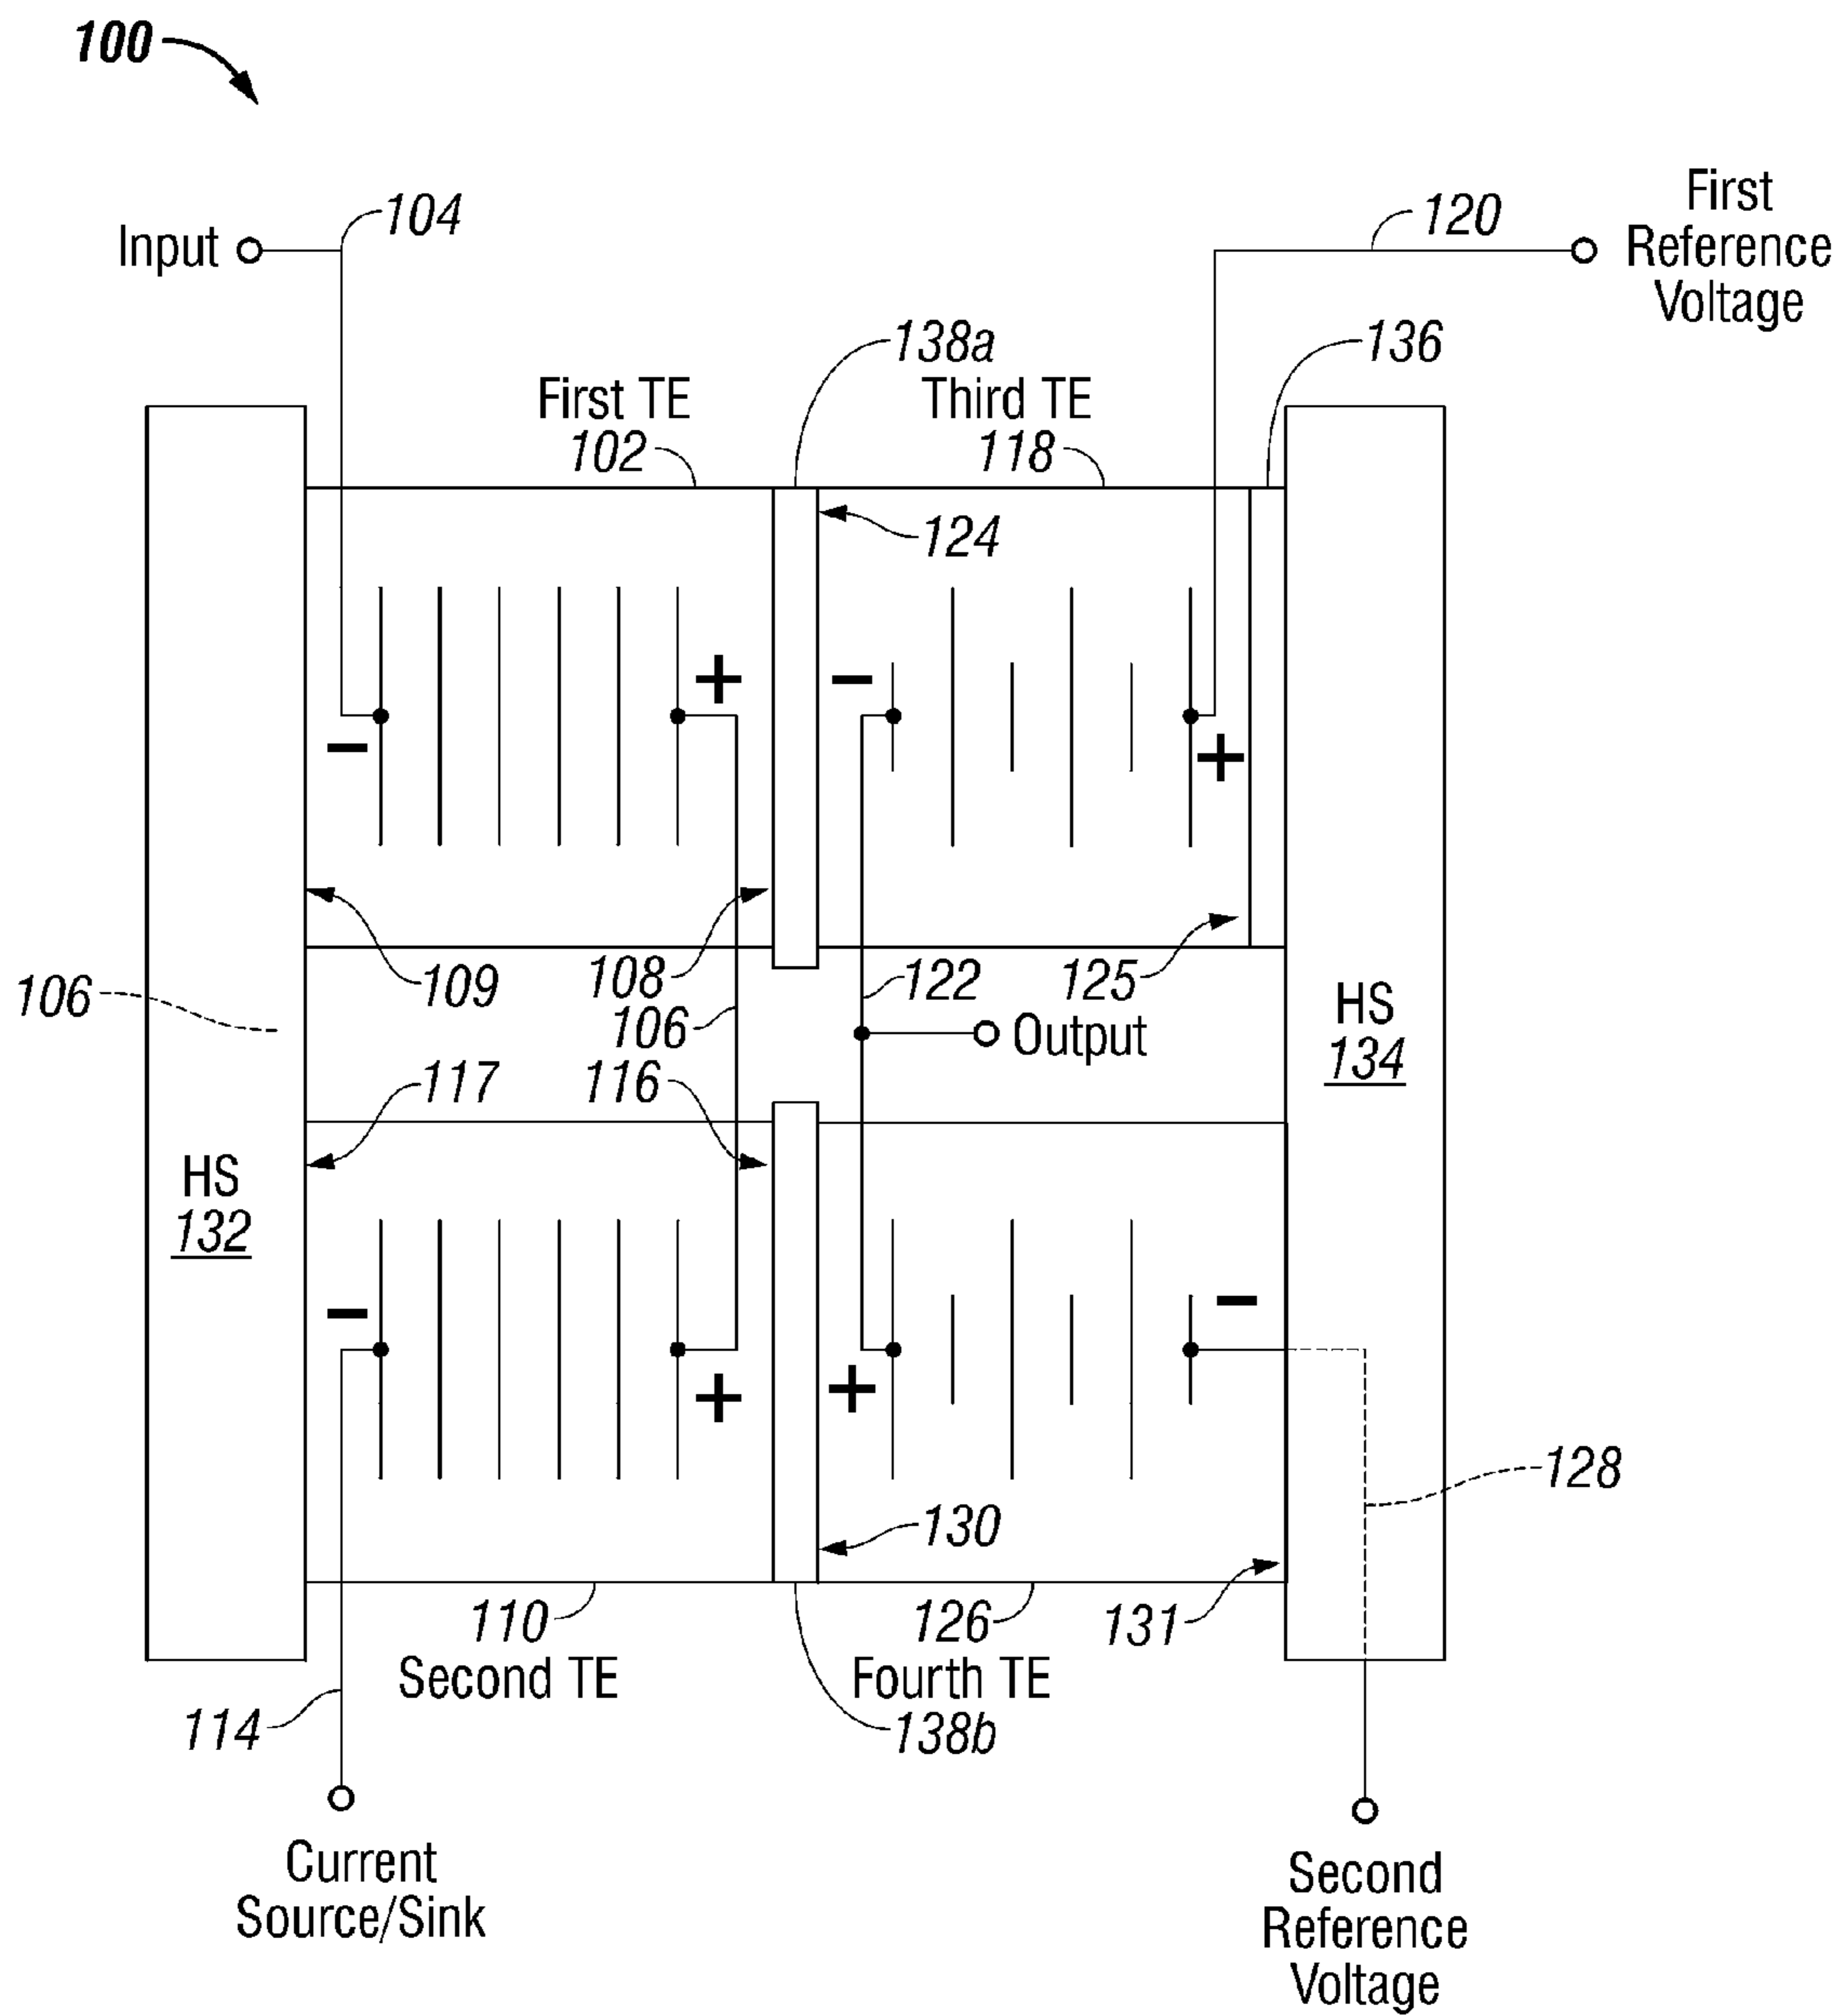 100
Input
104
120
First
Reference
Voltage
138a
136
First TE
102
Third TE
118
124
+
−
−
+
109
108
122
125
106
106
Output
HS
134
117
116
HS
132
−
−
+
+
128
130
110
Second TE
126
Fourth TE
131
138b
114
Current
Source/Sink
Second
Reference
Voltage